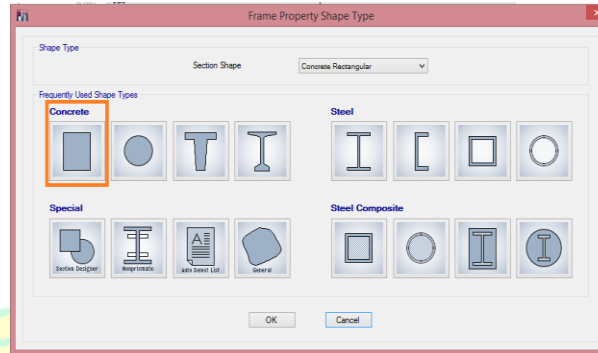 Frame Property Shape Type
Shape Type
Section Shape
Concrete Rectangular
Frequently Used Shape Types
Concrete
Steel
Special
Steel Composite
Section Designer
Nonprismatic
Auto Select List
General
OK
Cancel